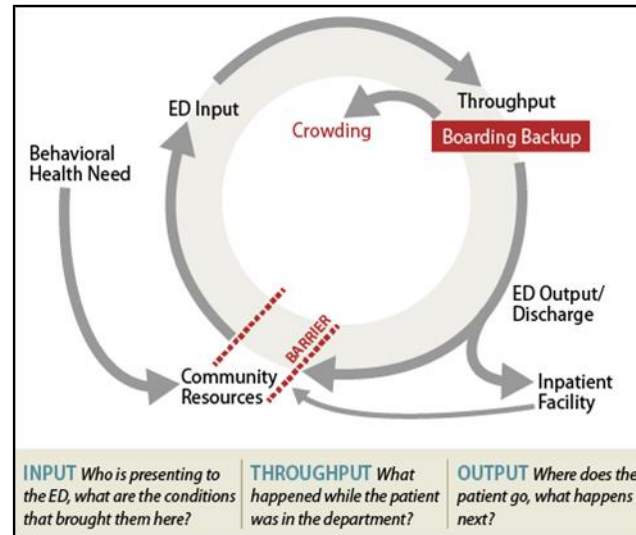 ED Input
Throughput
Crowding
Boarding Backup
Behavioral
Health Need
ED Output/
Discharge
BARRIER
Community
Resources
Inpatient
Facility
INPUT Who is presenting to
the ED, what are the conditions
that brought them here?
THROUGHPUT What
happened while the patient
was in the department?
OUTPUT Where does the
patient go, what happens
next?